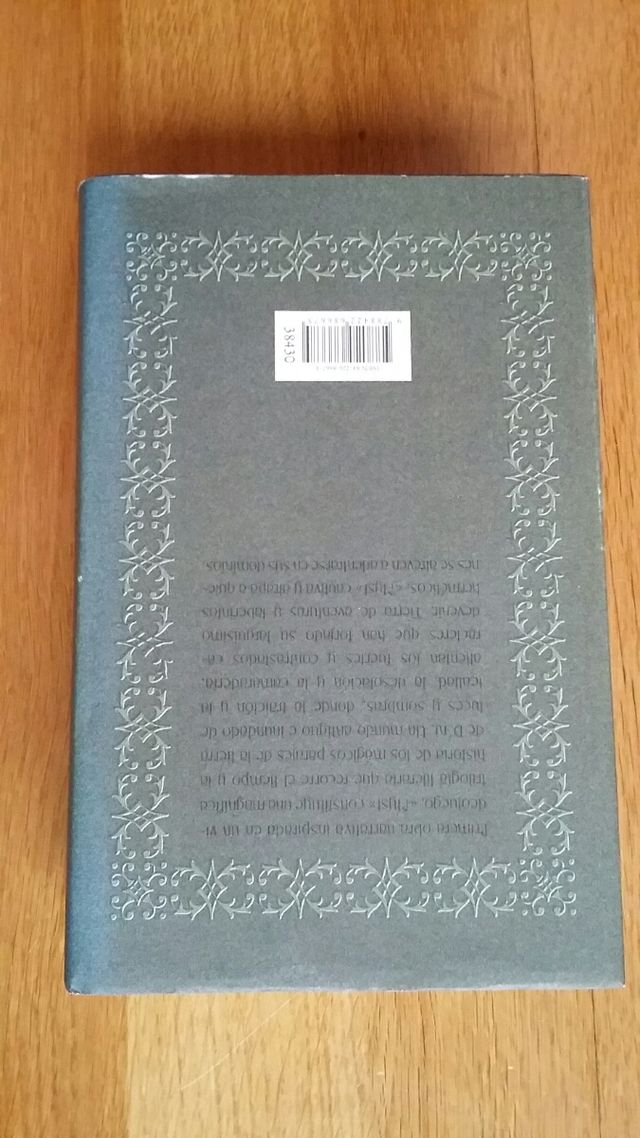 Primera obra narrativa inspirada en un vi-
deojuego, «Myst» constituye una magnífica
trilogía literaria que recorre el tiempo y la
historia de los mágicos parajes de la tierra
de D'ni. Un mundo antiguo e inundado de
luces y sombras, donde la traición y la
lealtad, la desolación y la camaradería,
alientan los fuertes y contrastados ca-
racteres que han forjado su larguísimo
devenir. Tierra de aventuras y laberintos
herméticos, «Myst» cautiva y atrapa a quie-
nes se atreven a adentrarse en sus dominios.
38430